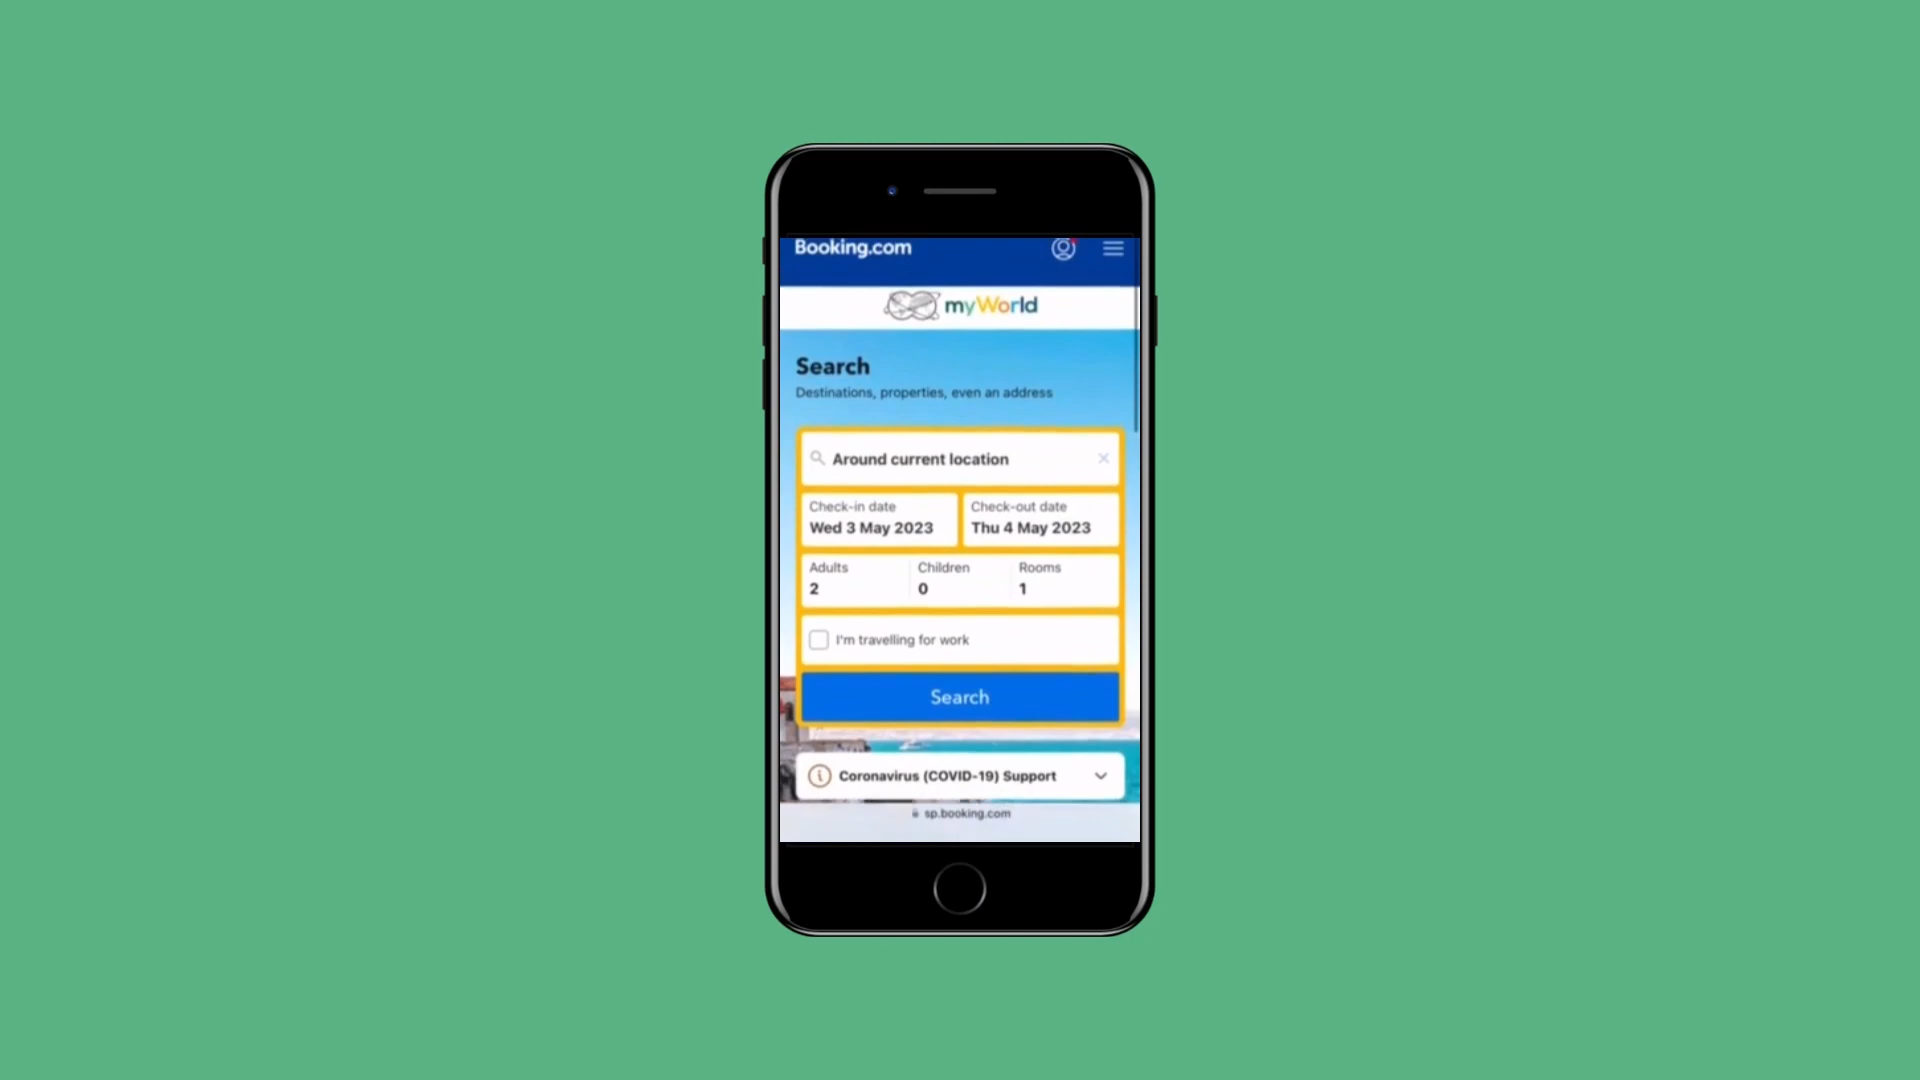 Booking.com
myWorld
Search
Destinations, properties, even an address
Around current location
Check-in date
Wed 3 May 2023
Check-out date
Thu 4 May 2023
Adults
2
Children
0
Rooms
1
I'm travelling for work
Search
Coronavirus (COVID-19) Support
sp.booking.com